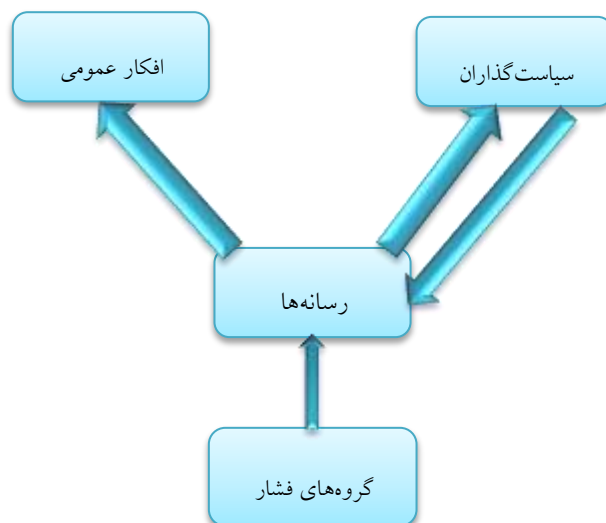 سیاست‌گذاران
افکار عمومی
رسانه‌ها
گروه‌های فشار